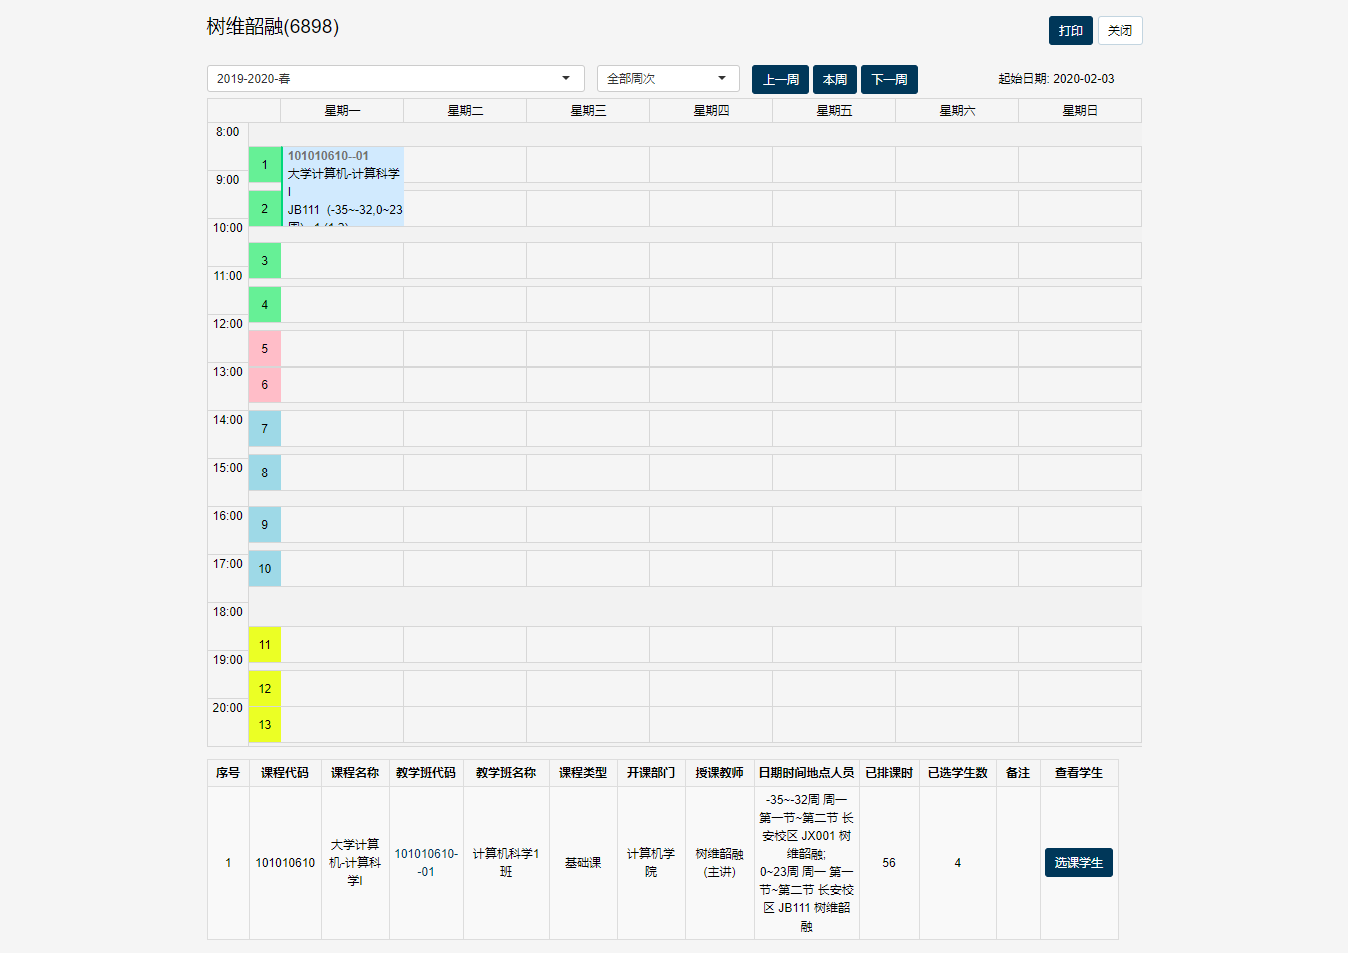 树维韶融(6898)
打印 关闭
2019-2020-春 全部周次 上一周 本周 下一周 起始日期: 2020-02-03
星期一 星期二 星期三 星期四 星期五 星期六 星期日
8:00
1
101010610--01
大学计算机-计算科学
I
JB111（-35~-32,0~23
9:00
2
10:00
3
11:00
4
12:00
5
13:00
6
14:00
7
15:00
8
16:00
9
17:00
10
18:00
11
19:00
12
20:00
13
序号 课程代码 课程名称 教学班代码 教学班名称 课程类型 开课部门 授课教师 日期时间地点人员 已排课时 已选学生数 备注 查看学生
1
101010610
大学计算
机-计算科
学I
101010610-
-01
计算机科学1
班
基础课
计算机学
院
树维韶融
(主讲)
-35~-32周 周一
第一节~第二节 长
安校区 JX001 树
维韶融;
0~23周 周一 第一
节~第二节 长安校
区 JB111 树维韶
融
56
4
选课学生